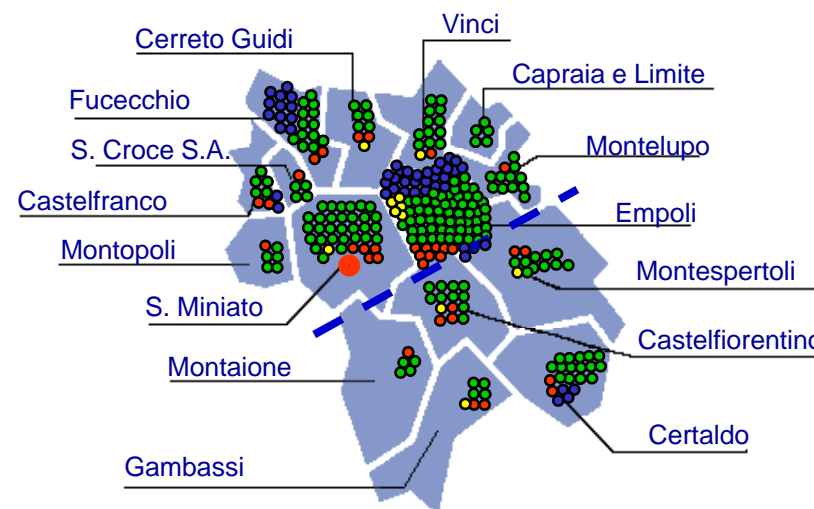 Vinci
Cerreto Guidi
Capraia e Limite
Fucecchio
S. Croce S.A.
Montelupo
Castelfranco
Empoli
Montopoli
Montespertoli
S. Miniato
Castelfiorentino
Montaione
Certaldo
Gambassi